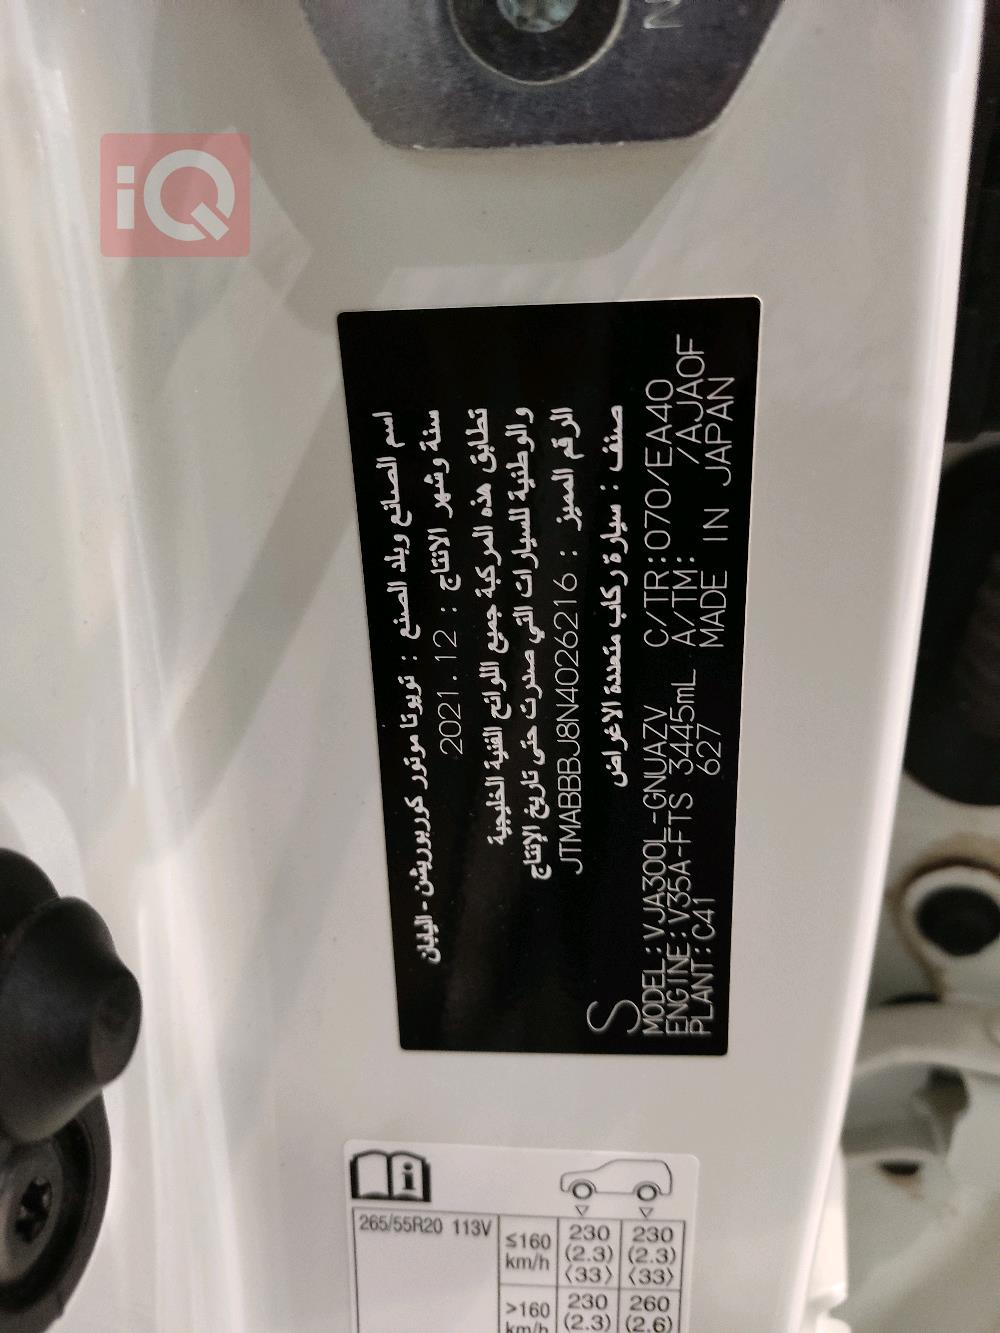 iQ
اسم الصانع وبلد الصنع : تويوتا موتور كوربوريشن - اليابان
سنة وشهر الانتاج : 2021.12
تطابق هذه المركبة جميع اللوائح الفنية الخليجية
والوطنية للسيارات التي صدرت حتى تاريخ الإنتاج
الرقم المميز : JTMABBBJ8N4026216
صنف : سيارة ركاب متعددة الاغراض
S
MODEL:VJA300L-GNUAZV C/TR:070/EA40
ENGINE:V35A-FTS 3445mL A/TM: /AJA0F
PLANT:C41 627 MADE IN JAPAN
265/55R20 113V
≤160 km/h 230 (2.3) ⟨33⟩ 230 (2.3) ⟨33⟩
>160 km/h 230 (2.3) 260 (2.6)